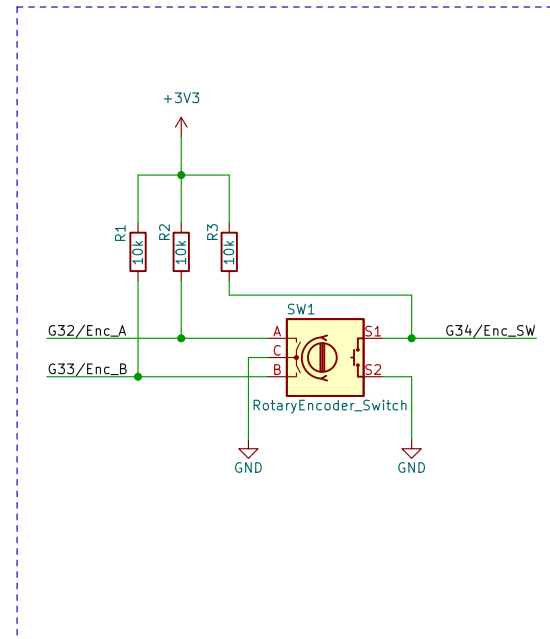 +3V3
R1
10k
R2
10k
R3
10k
SW1
G32/Enc_A
A
S1
G34/Enc_SW
C
G33/Enc_B
B
S2
RotaryEncoder_Switch
GND
GND